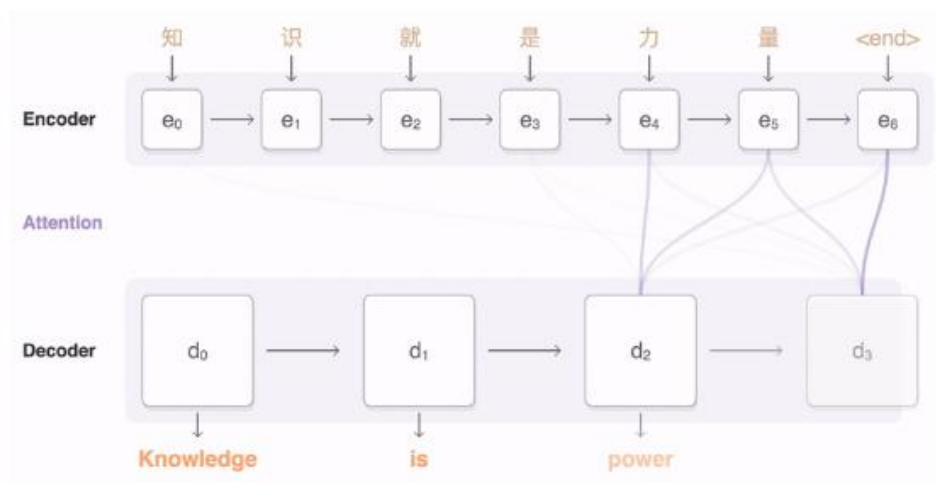 知 识 就 是 力 量 <end>
Encoder e₀ e₁ e₂ e₃ e₄ e₅ e₆
Attention
Decoder d₀ d₁ d₂ d₃
Knowledge is power